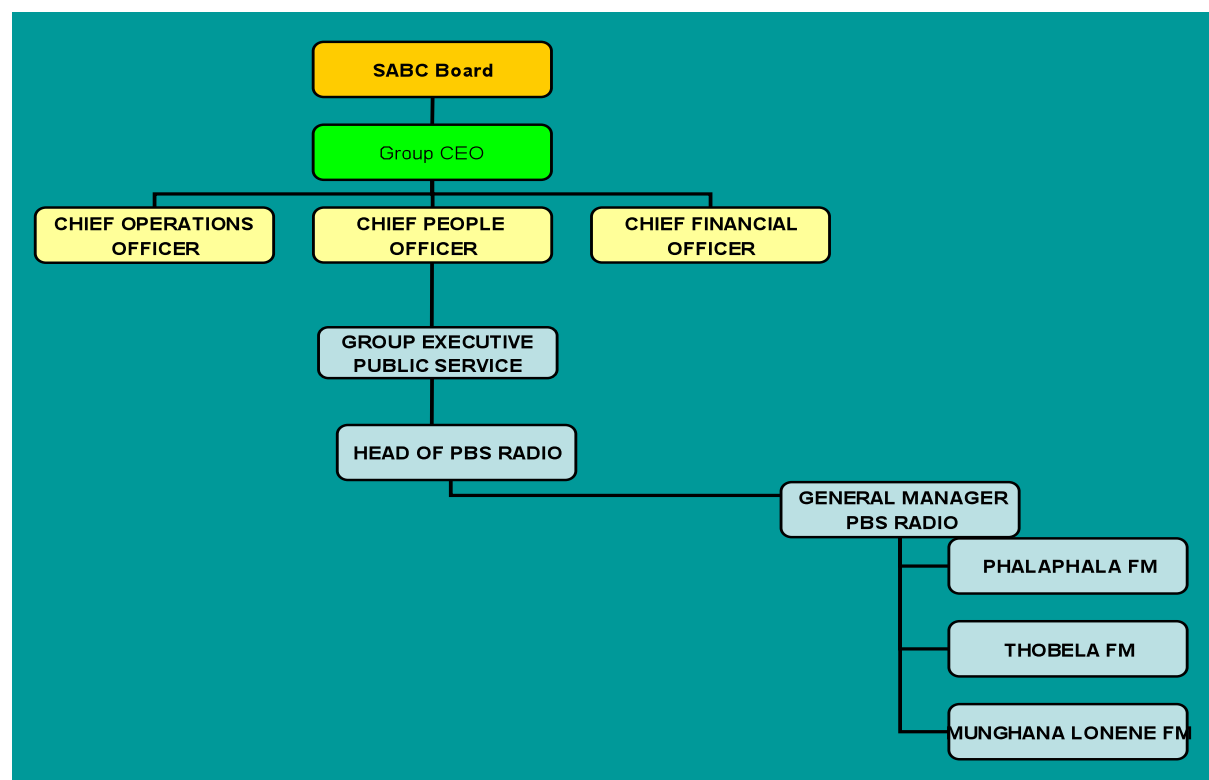 SABC Board
Group CEO
CHIEF OPERATIONS
OFFICER
CHIEF PEOPLE
OFFICER
CHIEF FINANCIAL
OFFICER
GROUP EXECUTIVE
PUBLIC SERVICE
HEAD OF PBS RADIO
GENERAL MANAGER
PBS RADIO
PHALAPHALA FM
THOBELA FM
MUNGHANA LONENE FM